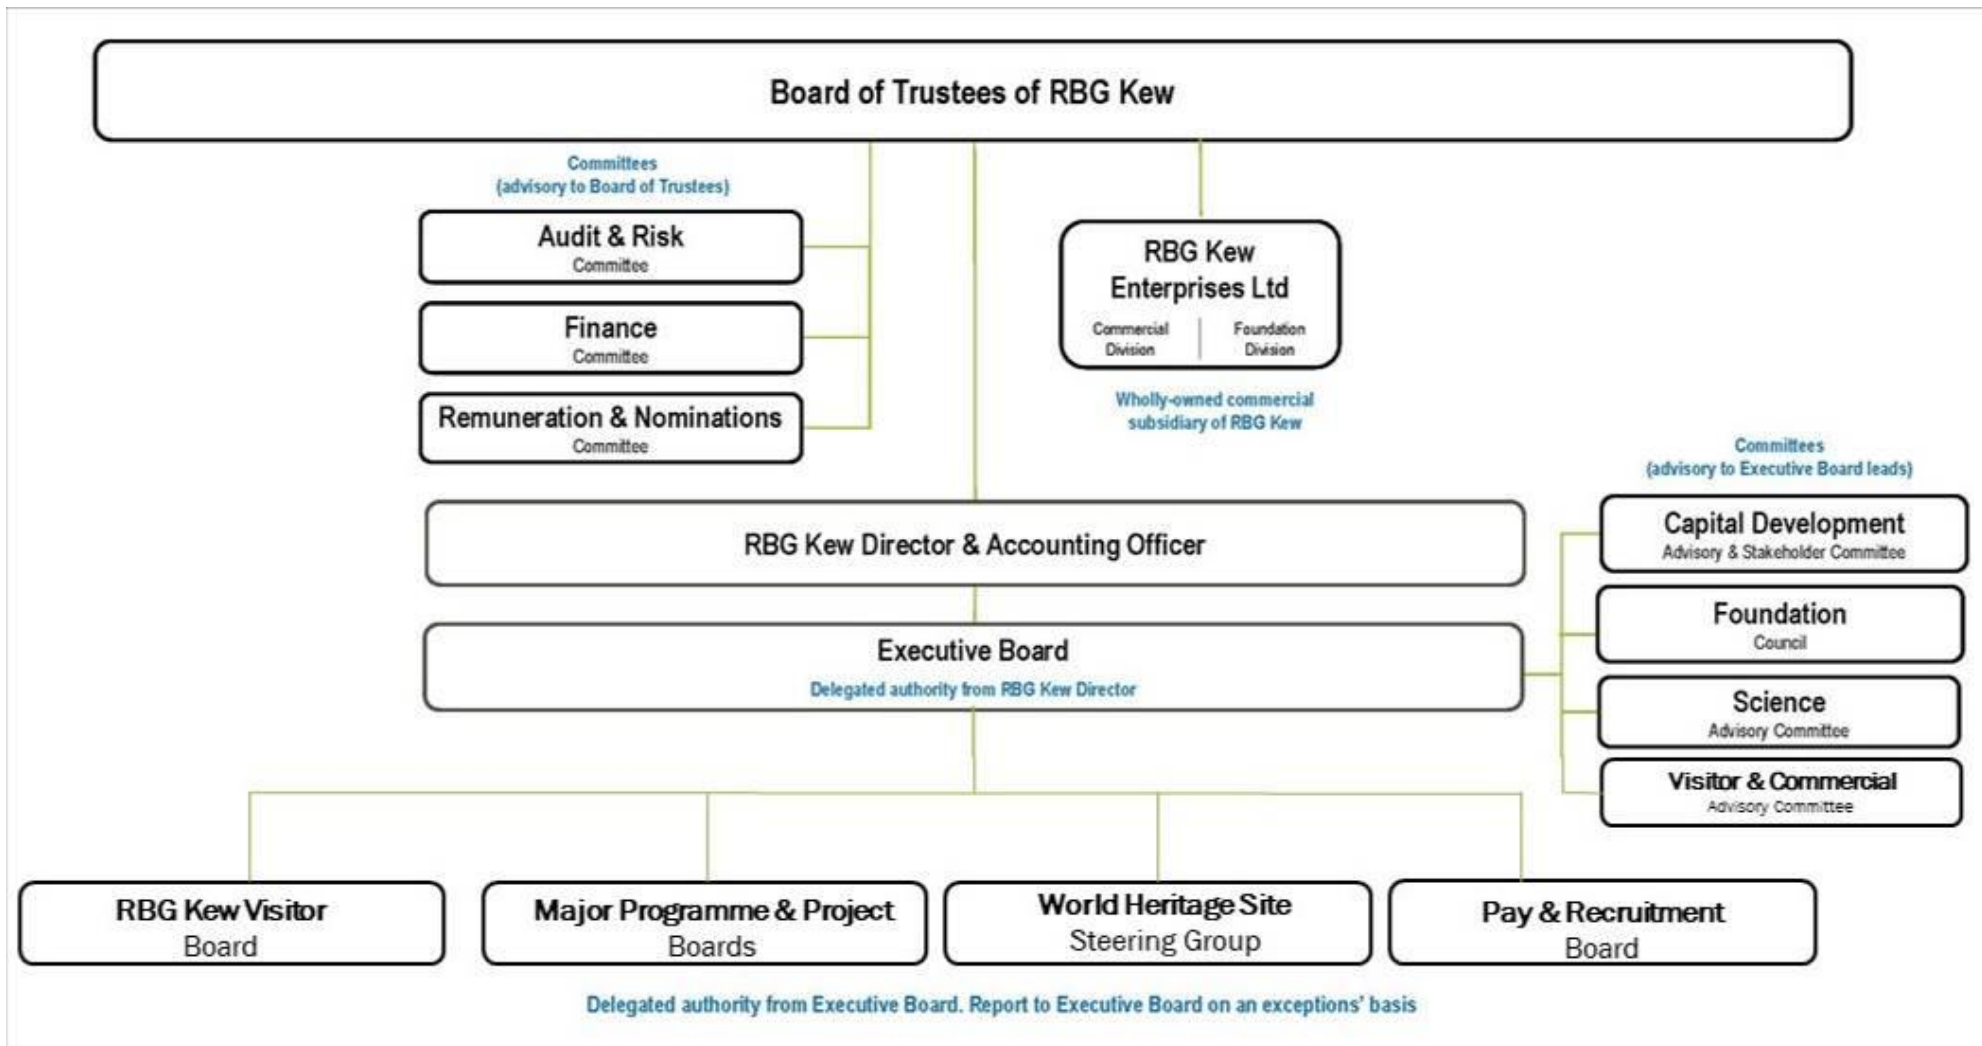 Board of Trustees of RBG Kew
Committees
(advisory to Board of Trustees)
Audit & Risk
Committee
Finance
Committee
Remuneration & Nominations
Committee
RBG Kew
Enterprises Ltd
Commercial
Division
Foundation
Division
Wholly-owned commercial
subsidiary of RBG Kew
Committees
(advisory to Executive Board leads)
Capital Development
Advisory & Stakeholder Committee
Foundation
Council
Science
Advisory Committee
Visitor & Commercial
Advisory Committee
RBG Kew Director & Accounting Officer
Executive Board
Delegated authority from RBG Kew Director
RBG Kew Visitor
Board
Major Programme & Project
Boards
World Heritage Site
Steering Group
Pay & Recruitment
Board
Delegated authority from Executive Board. Report to Executive Board on an exceptions' basis